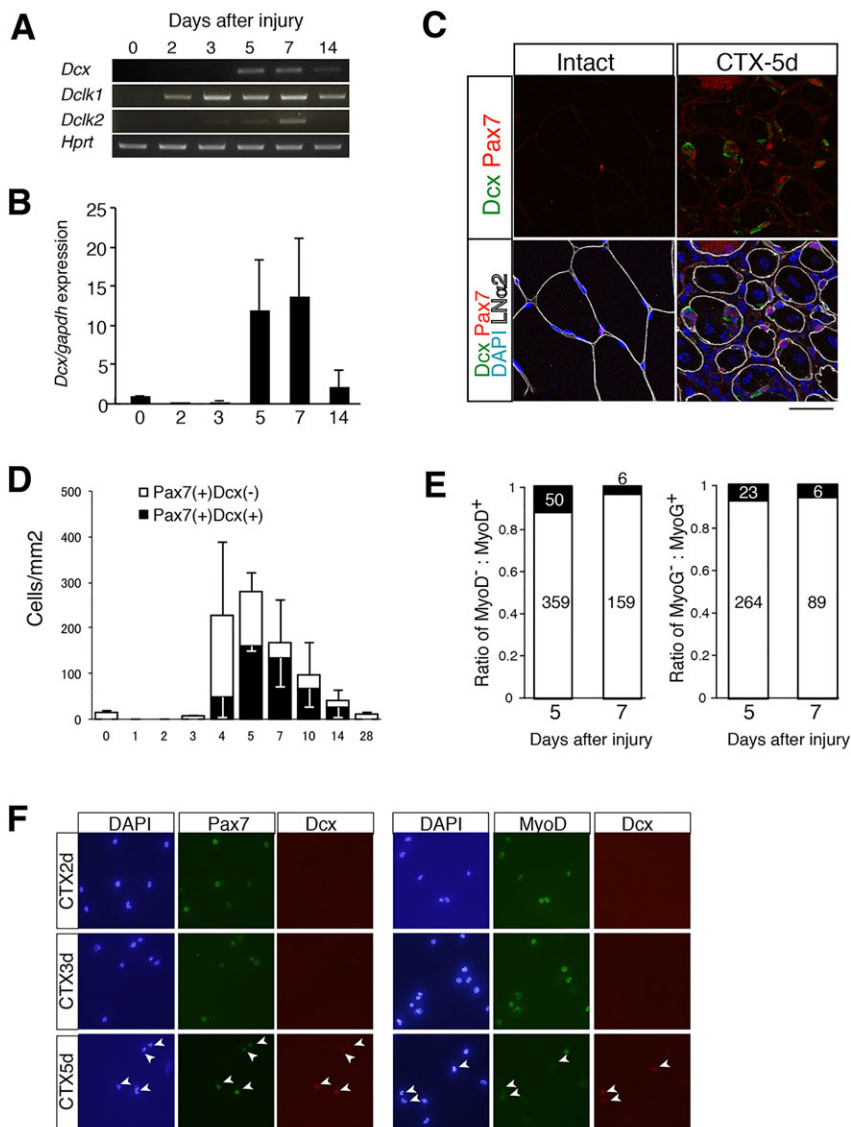 A
Days after injury
0 2 3 5 7 14
Dcx
Dclk1
Dclk2
Hprt
B
Dcx/gapdh expression
25
20
15
10
5
0
0 2 3 5 7 14
C
Intact CTX-5d
Dcx Pax7
Dcx Pax7
DAPI LNα2
D
Pax7(+)Dcx(-)
Pax7(+)Dcx(+)
Cells/mm2
500
400
300
200
100
0
0 1 2 3 4 5 7 10 14 28
E
Ratio of MyoD⁻ : MyoD⁺
1
0.8
0.6
0.4
0.2
0
50 6
359 159
5 7
Days after injury
Ratio of MyoG⁻ : MyoG⁺
1
0.8
0.6
0.4
0.2
0
23 6
264 89
5 7
Days after injury
F
DAPI Pax7 Dcx DAPI MyoD Dcx
CTX2d
CTX3d
CTX5d